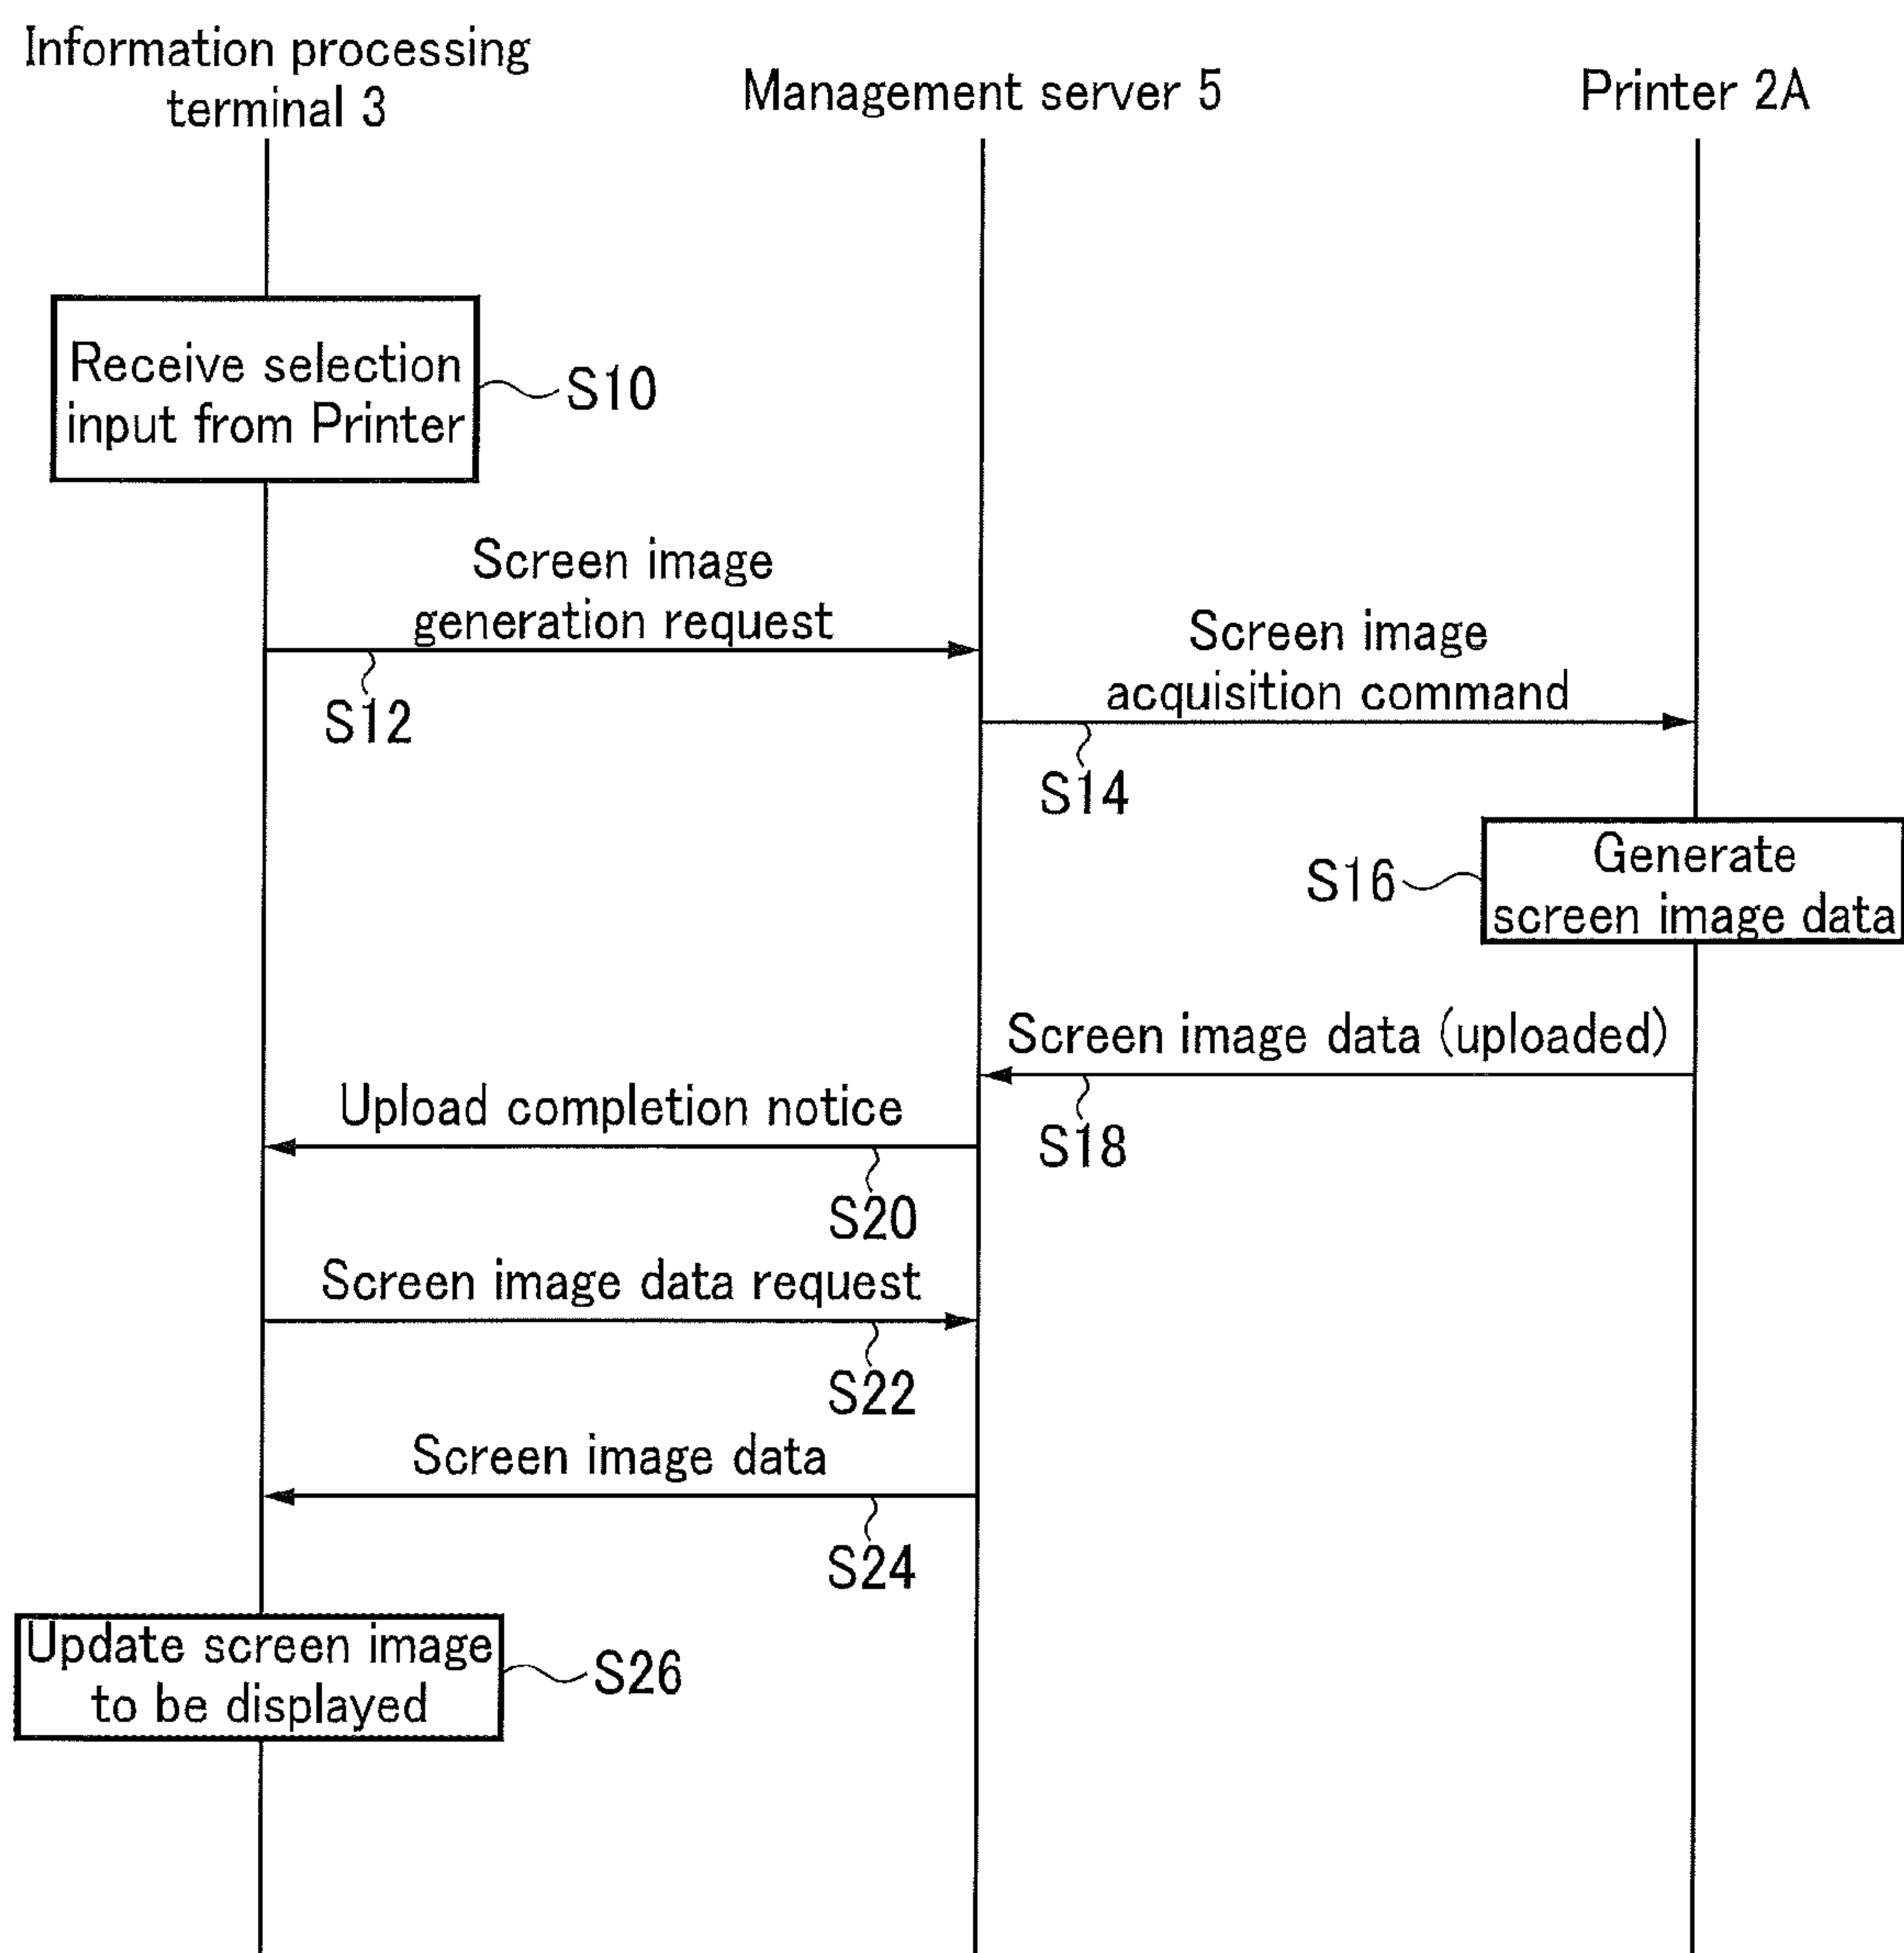 Information processing
terminal 3
Management server 5
Printer 2A
Receive selection
input from Printer
S10
Screen image
generation request
S12
Screen image
acquisition command
S14
Generate
screen image data
S16
Screen image data (uploaded)
S18
Upload completion notice
S20
Screen image data request
S22
Screen image data
S24
Update screen image
to be displayed
S26